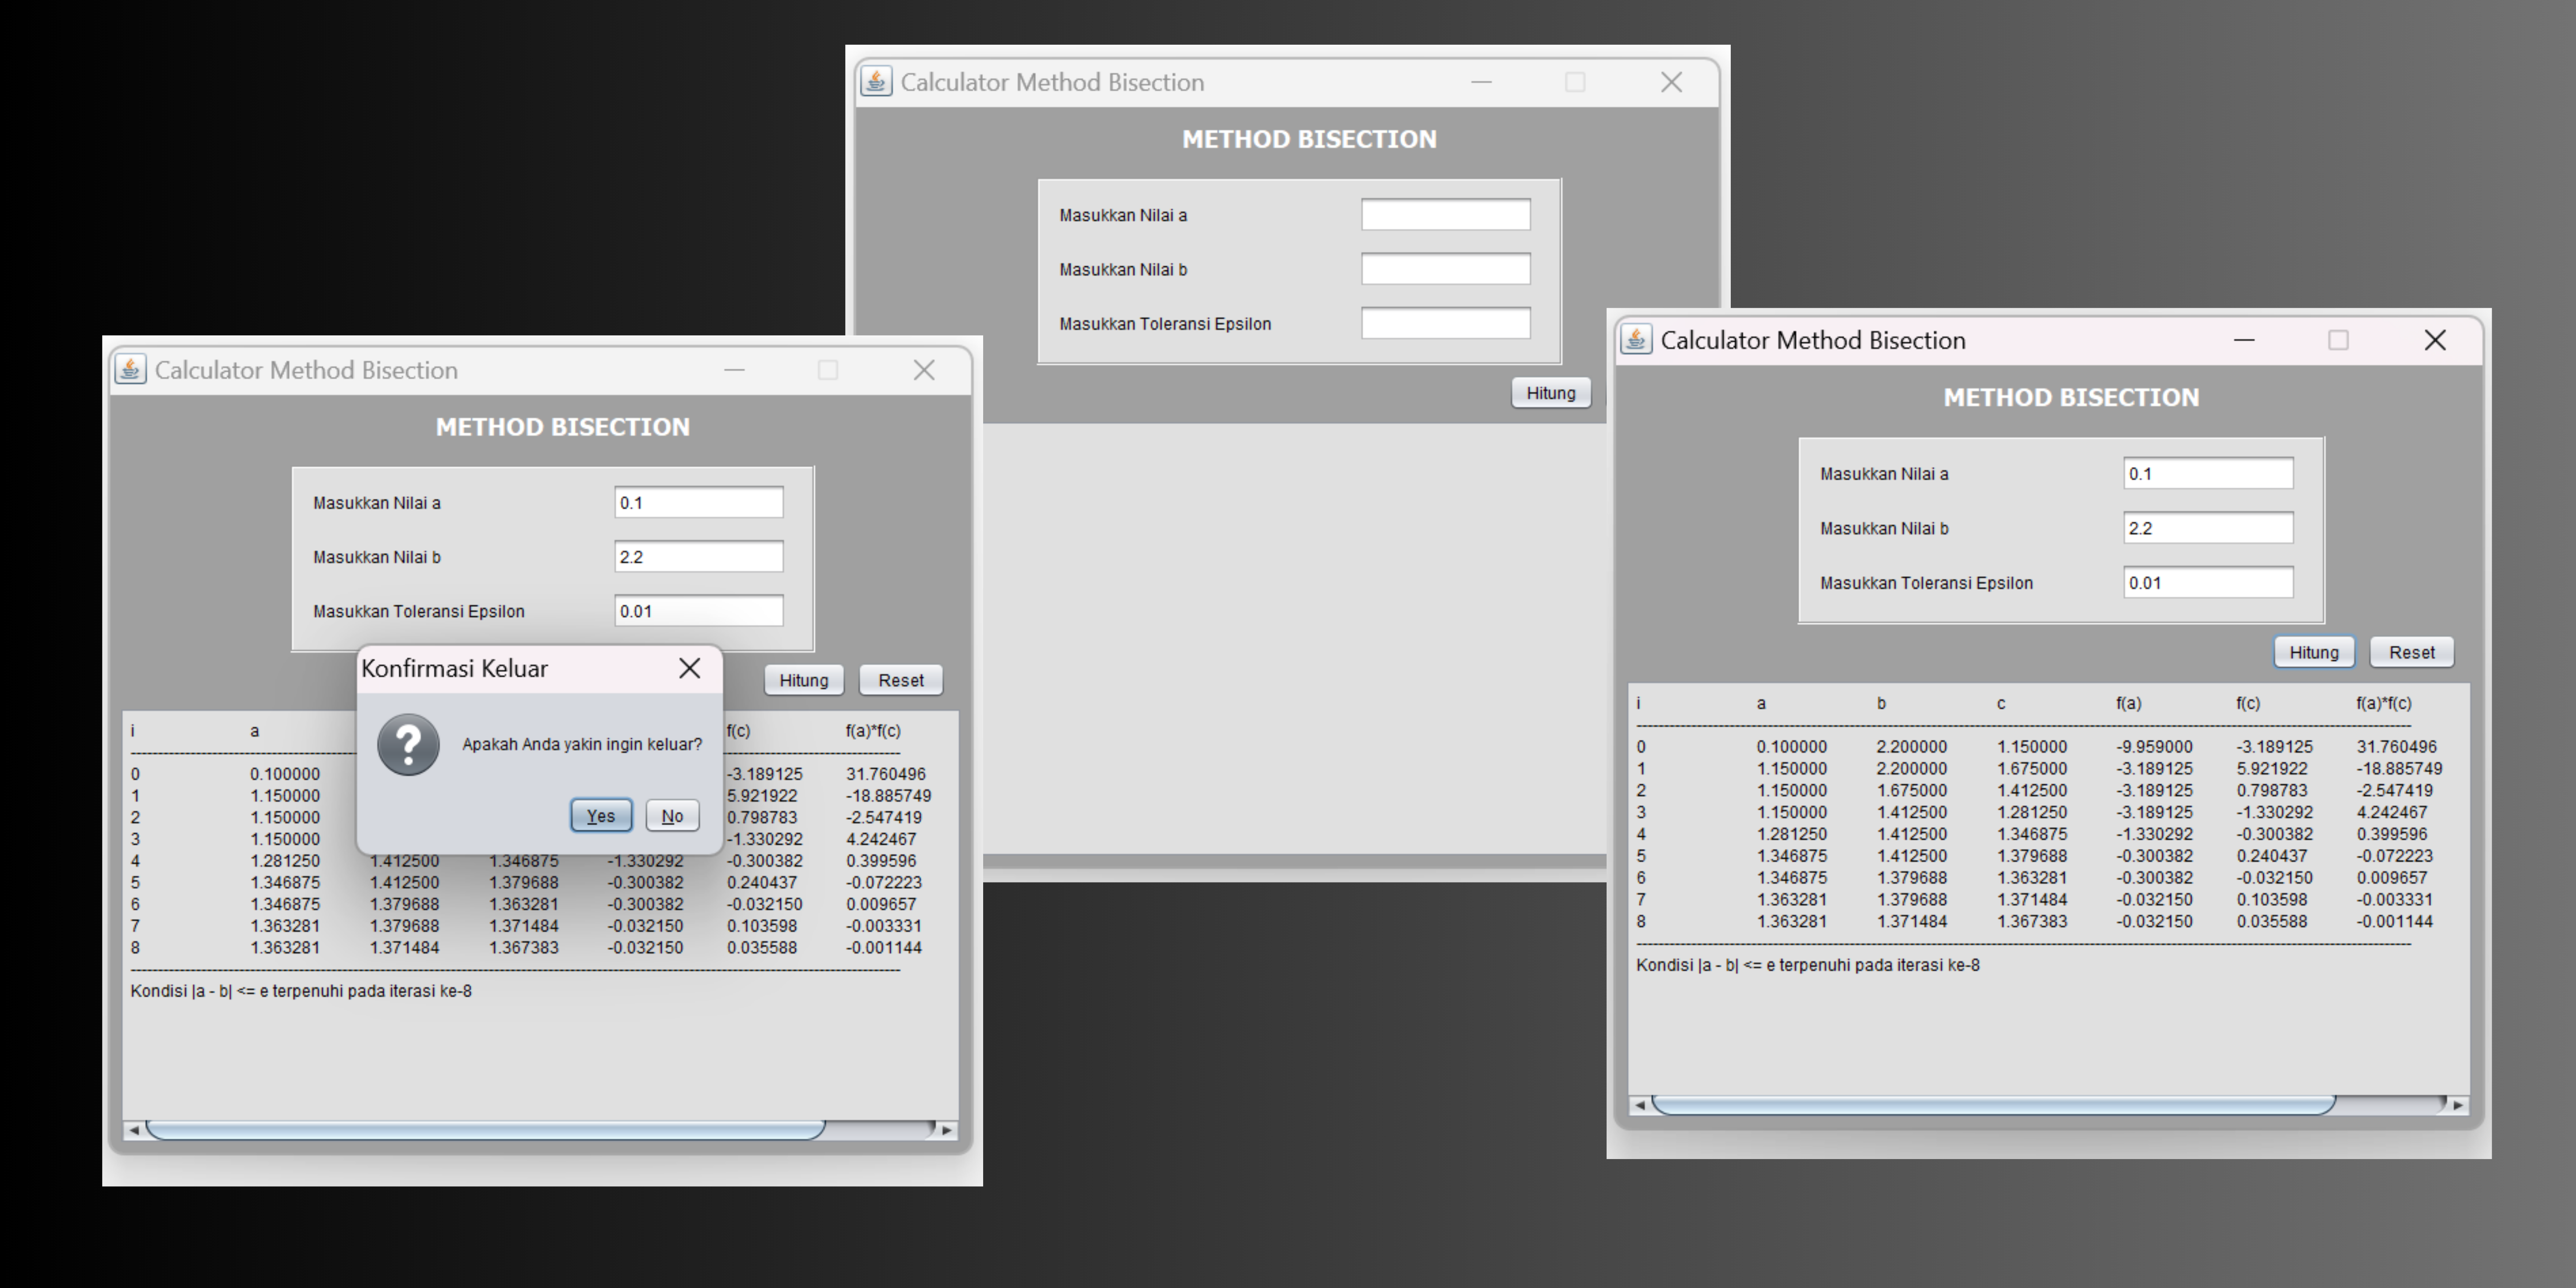 Calculator Method Bisection
METHOD BISECTION
Masukkan Nilai a
Masukkan Nilai b
Masukkan Toleransi Epsilon
Hitung
Calculator Method Bisection
METHOD BISECTION
Masukkan Nilai a 0.1
Masukkan Nilai b 2.2
Masukkan Toleransi Epsilon 0.01
Hitung Reset
Konfirmasi Keluar
Apakah Anda yakin ingin keluar?
Yes No
i a f(c) f(a)*f(c)
0 0.100000 -3.189125 31.760496
1 1.150000 5.921922 -18.885749
2 1.150000 0.798783 -2.547419
3 1.150000 -1.330292 4.242467
4 1.281250 1.412500 1.346875 -1.330292 -0.300382 0.399596
5 1.346875 1.412500 1.379688 -0.300382 0.240437 -0.072223
6 1.346875 1.379688 1.363281 -0.300382 -0.032150 0.009657
7 1.363281 1.379688 1.371484 -0.032150 0.103598 -0.003331
8 1.363281 1.371484 1.367383 -0.032150 0.035588 -0.001144
Kondisi |a - b| <= e terpenuhi pada iterasi ke-8
Calculator Method Bisection
METHOD BISECTION
Masukkan Nilai a 0.1
Masukkan Nilai b 2.2
Masukkan Toleransi Epsilon 0.01
Hitung Reset
i a b c f(a) f(c) f(a)*f(c)
0 0.100000 2.200000 1.150000 -9.959000 -3.189125 31.760496
1 1.150000 2.200000 1.675000 -3.189125 5.921922 -18.885749
2 1.150000 1.675000 1.412500 -3.189125 0.798783 -2.547419
3 1.150000 1.412500 1.281250 -3.189125 -1.330292 4.242467
4 1.281250 1.412500 1.346875 -1.330292 -0.300382 0.399596
5 1.346875 1.412500 1.379688 -0.300382 0.240437 -0.072223
6 1.346875 1.379688 1.363281 -0.300382 -0.032150 0.009657
7 1.363281 1.379688 1.371484 -0.032150 0.103598 -0.003331
8 1.363281 1.371484 1.367383 -0.032150 0.035588 -0.001144
Kondisi |a - b| <= e terpenuhi pada iterasi ke-8